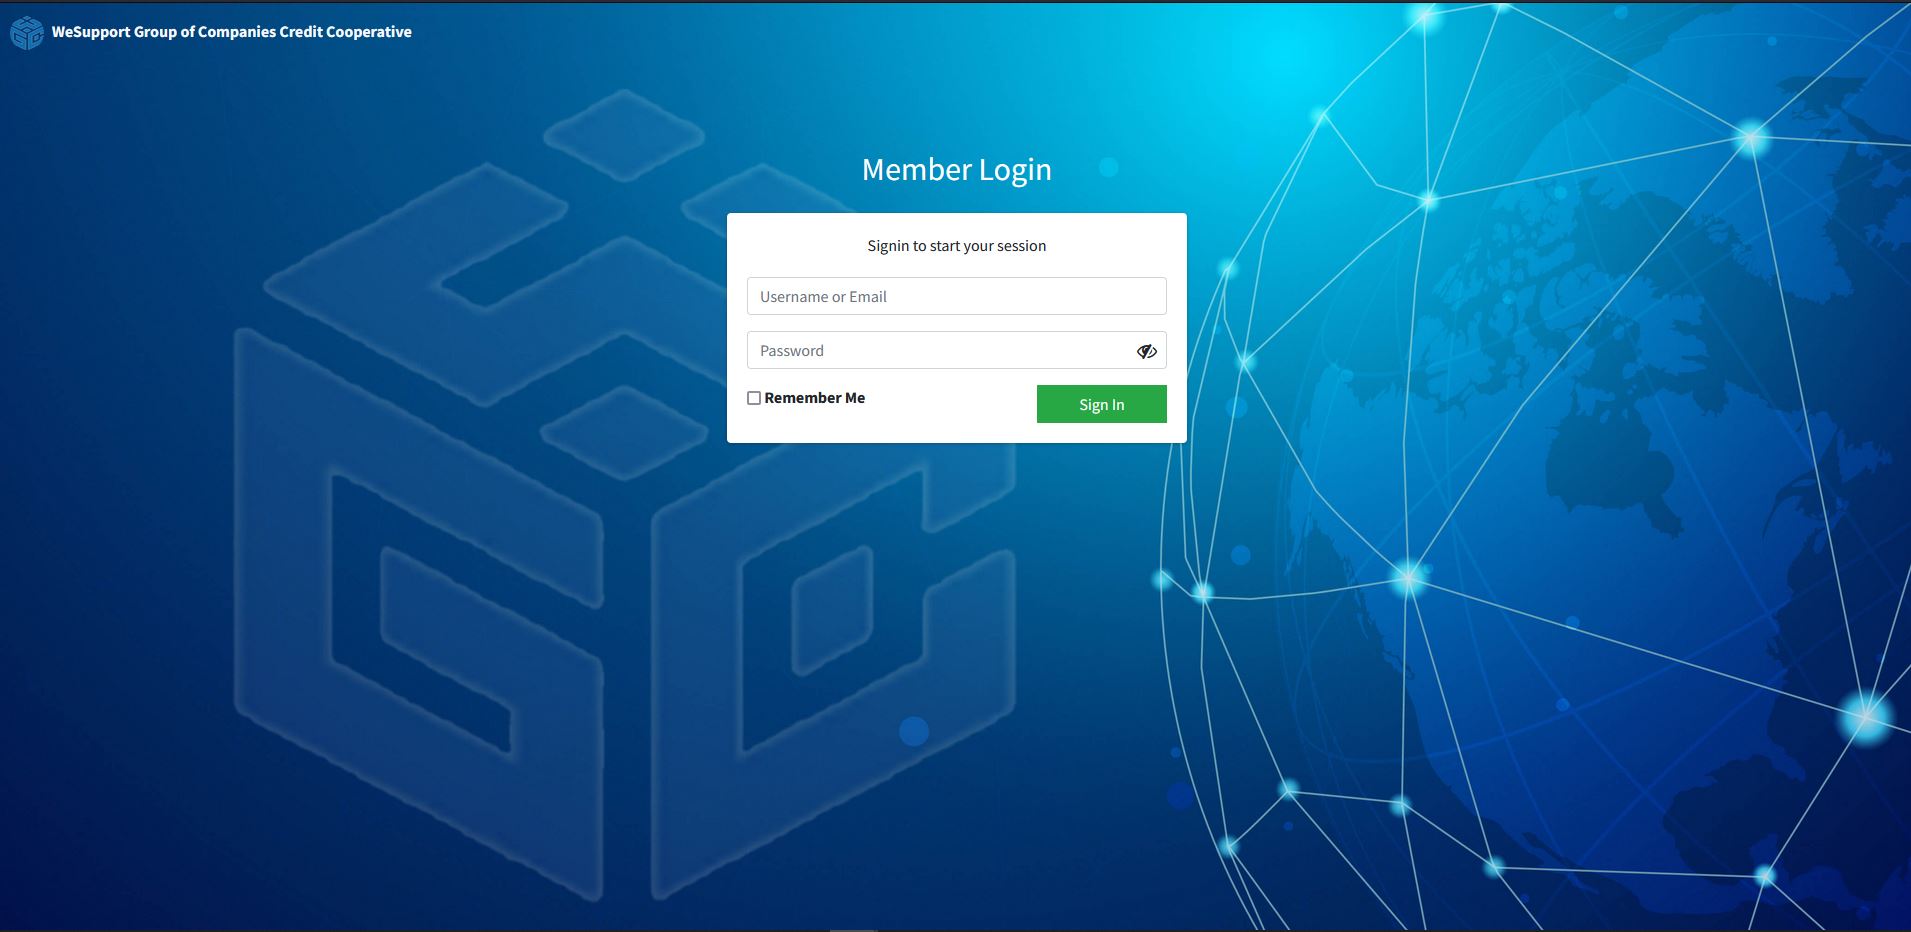 WeSupport Group of Companies Credit Cooperative
Member Login
Signin to start your session
Username or Email
Password
Remember Me
Sign In